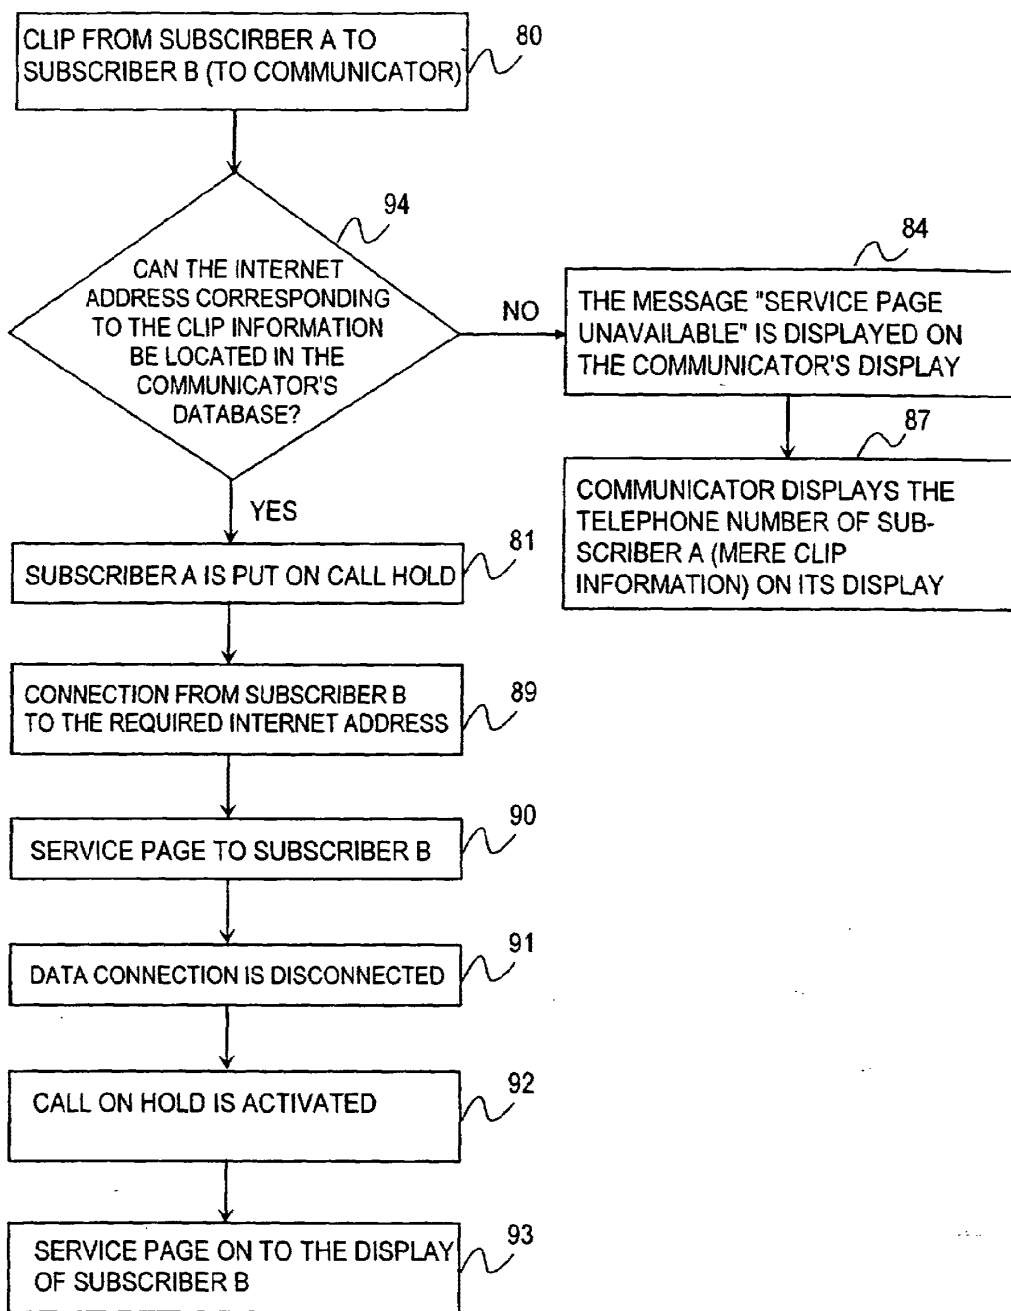 CLIP FROM SUBSCIRBER A TO
SUBSCRIBER B (TO COMMUNICATOR)
80
94
CAN THE INTERNET
ADDRESS CORRESPONDING
TO THE CLIP INFORMATION
BE LOCATED IN THE
COMMUNICATOR'S
DATABASE?
NO
84
THE MESSAGE "SERVICE PAGE
UNAVAILABLE" IS DISPLAYED ON
THE COMMUNICATOR'S DISPLAY
87
COMMUNICATOR DISPLAYS THE
TELEPHONE NUMBER OF SUB-
SCRIBER A (MERE CLIP
INFORMATION) ON ITS DISPLAY
YES
81
SUBSCRIBER A IS PUT ON CALL HOLD
CONNECTION FROM SUBSCRIBER B
TO THE REQUIRED INTERNET ADDRESS
89
90
SERVICE PAGE TO SUBSCRIBER B
91
DATA CONNECTION IS DISCONNECTED
92
CALL ON HOLD IS ACTIVATED
SERVICE PAGE ON TO THE DISPLAY
OF SUBSCRIBER B
93